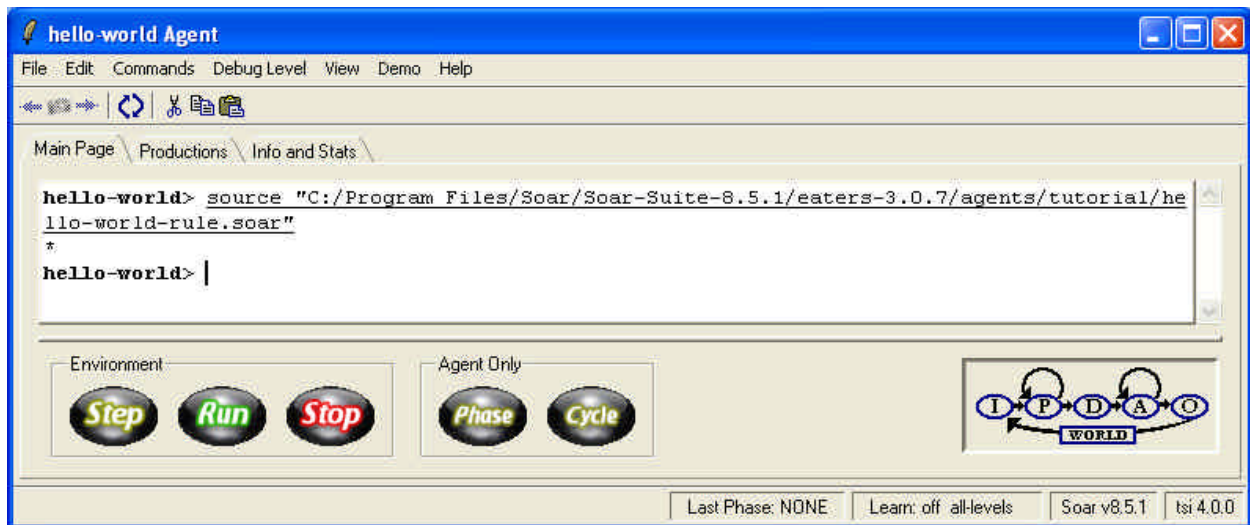 hello-world Agent
File Edit Commands Debug Level View Demo Help
Main Page Productions Info and Stats
hello-world> source "C:/Program Files/Soar/Soar-Suite-8.5.1/eaters-3.0.7/agents/tutorial/he
llo-world-rule.soar"
*
hello-world>
Environment
Agent Only
Step Run Stop
Phase Cycle
I P D A O
WORLD
Last Phase: NONE
Learn: off all-levels
Soar v8.5.1
tsi 4.0.0